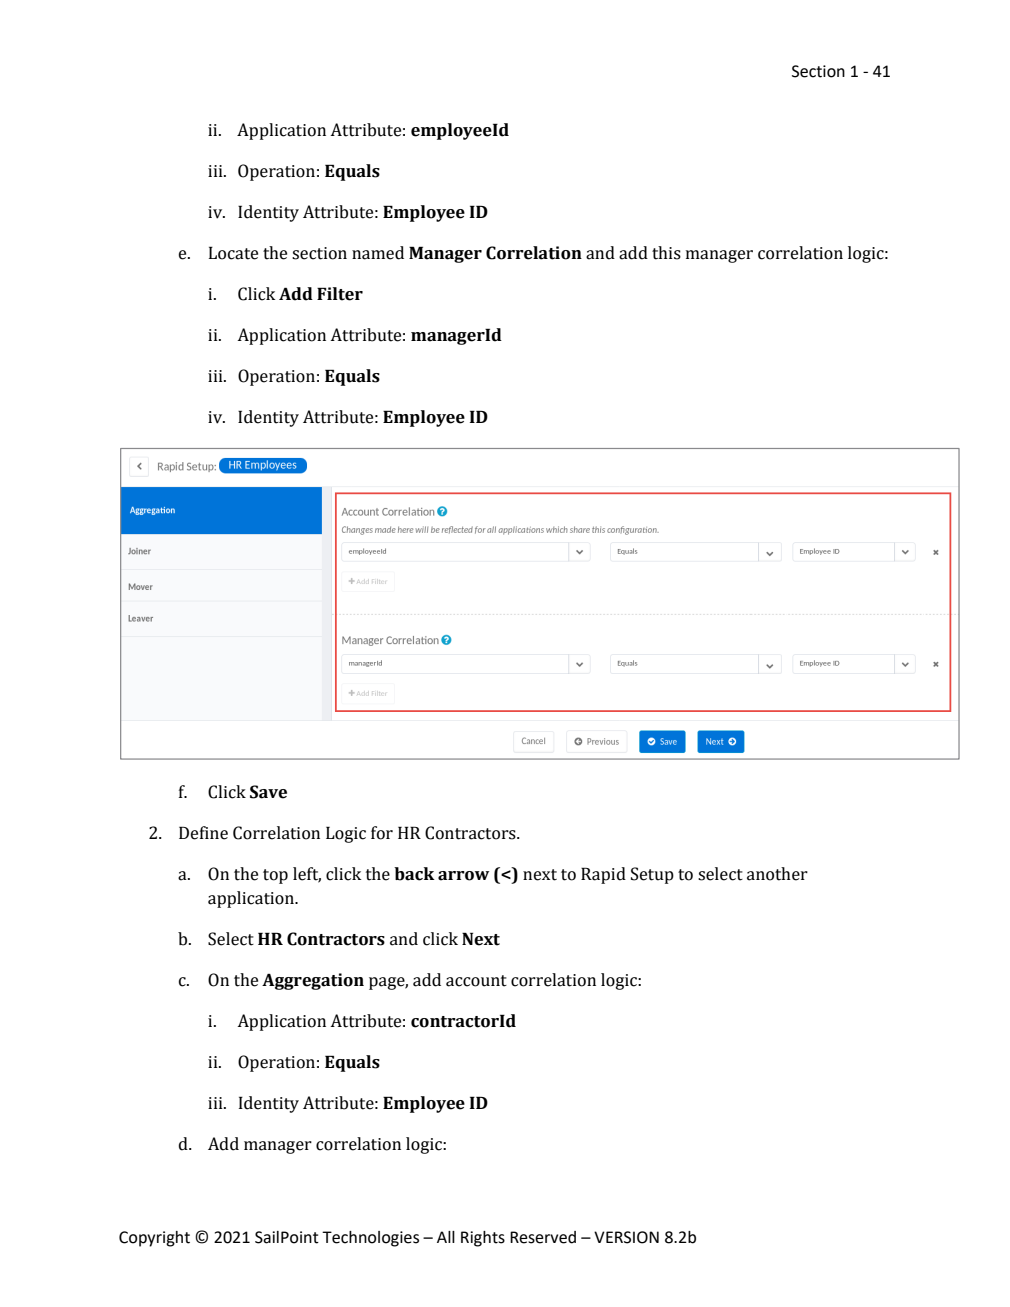 Section 1 - 41
ii. Application Attribute: employeeId
iii. Operation: Equals
iv. Identity Attribute: Employee ID
e. Locate the section named Manager Correlation and add this manager correlation logic:
i. Click Add Filter
ii. Application Attribute: managerId
iii. Operation: Equals
iv. Identity Attribute: Employee ID
Rapid Setup: HR Employees
Aggregation
Joiner
Mover
Leaver
Account Correlation
Changes made here will be reflected for all applications which share this configuration.
employeeId Equals Employee ID
Add Filter
Manager Correlation
managerId Equals Employee ID
Add Filter
Cancel Previous Save Next
f. Click Save
2. Define Correlation Logic for HR Contractors.
a. On the top left, click the back arrow (<) next to Rapid Setup to select another
application.
b. Select HR Contractors and click Next
c. On the Aggregation page, add account correlation logic:
i. Application Attribute: contractorId
ii. Operation: Equals
iii. Identity Attribute: Employee ID
d. Add manager correlation logic:
Copyright © 2021 SailPoint Technologies – All Rights Reserved – VERSION 8.2b